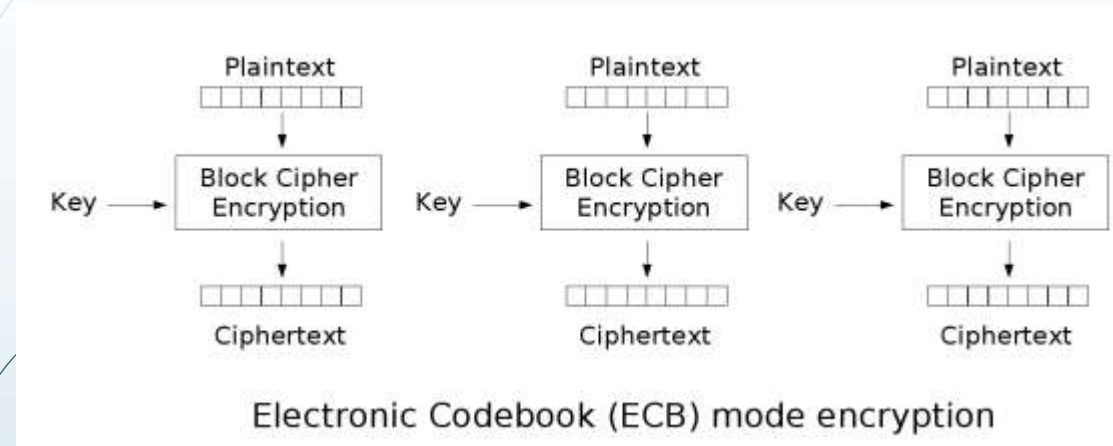 Plaintext
Plaintext
Plaintext
Key
Block Cipher
Encryption
Key
Block Cipher
Encryption
Key
Block Cipher
Encryption
Ciphertext
Ciphertext
Ciphertext
Electronic Codebook (ECB) mode encryption